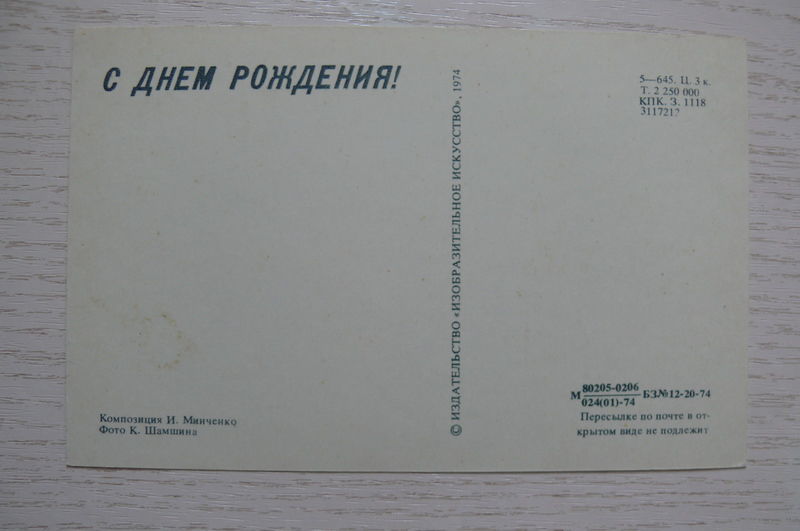 С ДНЕМ РОЖДЕНИЯ!
Композиция И. Минченко
Фото К. Шамшина
© ИЗДАТЕЛЬСТВО «ИЗОБРАЗИТЕЛЬНОЕ ИСКУССТВО», 1974
5—645. Ц. 3 к.
Т. 2 250 000
КПК. З. 1118
3117212
М 80205-0206
024(01)-74 БЗ№12-20-74
Пересылке по почте в от-
крытом виде не подлежит